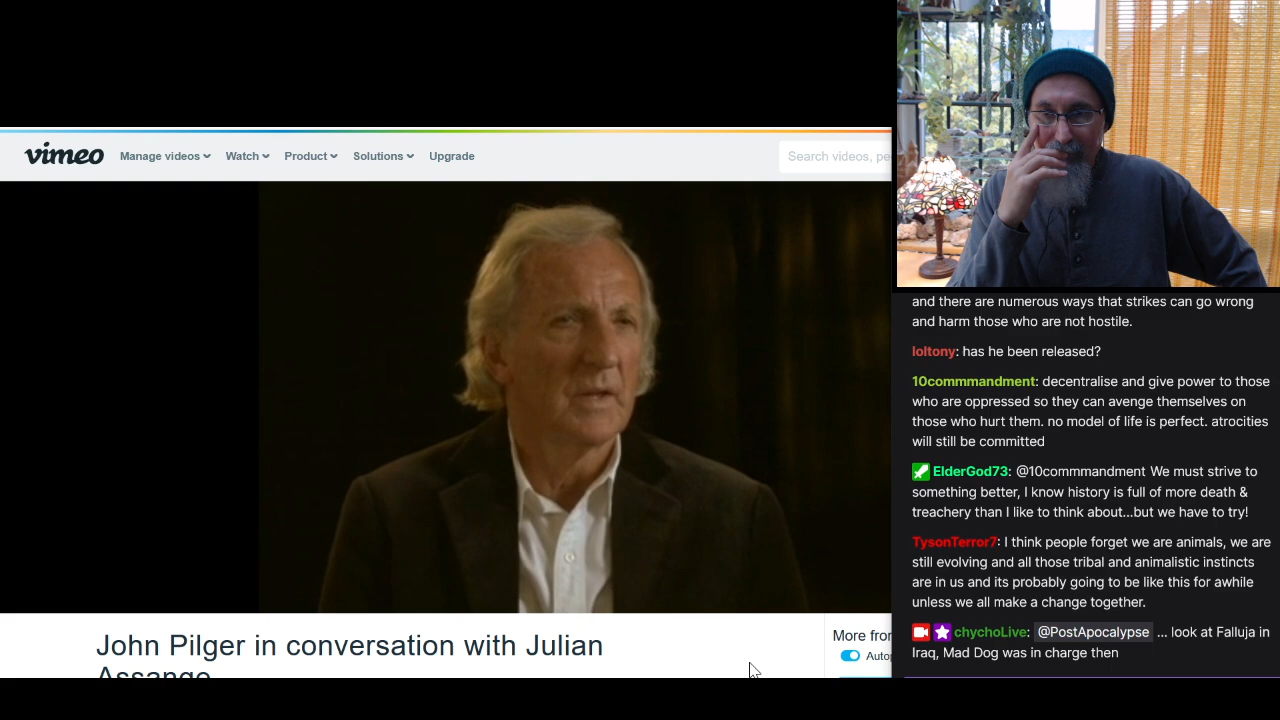 vimeo
Manage videos
Watch
Product
Solutions
Upgrade
Search videos, pe
John Pilger in conversation with Julian
Assange
More from
Auto
and there are numerous ways that strikes can go wrong
and harm those who are not hostile.
loltony: has he been released?
10commmandment: decentralise and give power to those
who are oppressed so they can avenge themselves on
those who hurt them. no model of life is perfect. atrocities
will still be committed
ElderGod73: @10commmandment We must strive to
something better, I know history is full of more death &
treachery than I like to think about...but we have to try!
TysonTerror7: I think people forget we are animals, we are
still evolving and all those tribal and animalistic instincts
are in us and its probably going to be like this for awhile
unless we all make a change together.
chychoLive: @PostApocalypse ... look at Falluja in
Iraq, Mad Dog was in charge then